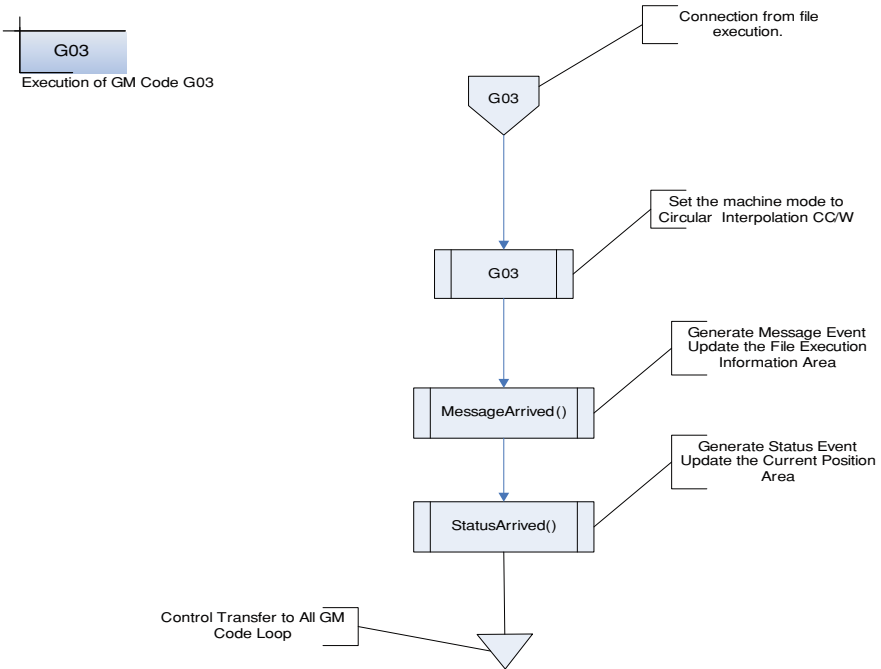 G03
Execution of GM Code G03
Connection from file
execution.
G03
Set the machine mode to
Circular Interpolation CC/W
G03
Generate Message Event
Update the File Execution
Information Area
MessageArrived()
Generate Status Event
Update the Current Position
Area
StatusArrived()
Control Transfer to All GM
Code Loop